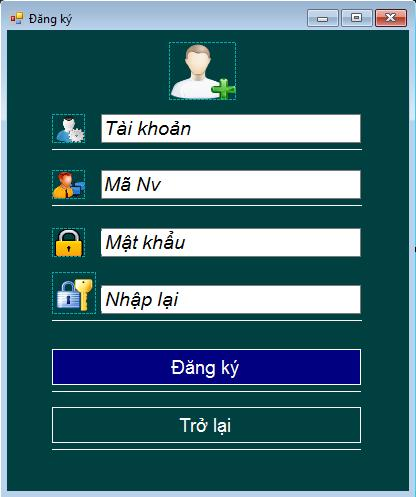 Đăng ký
Tài khoản
Mã Nv
Mật khẩu
Nhập lại
Đăng ký
Trở lại